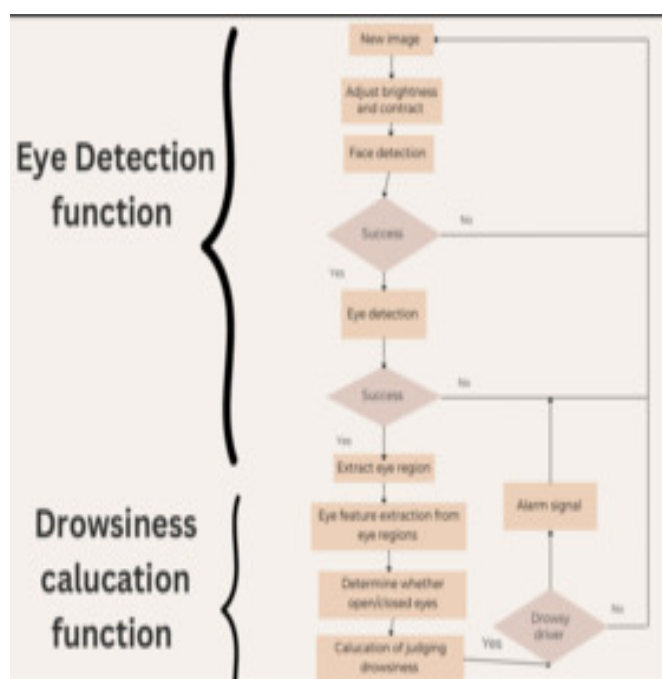 New image
Adjust brightness
and contract
Face detection
Eye Detection
function
Success
No
Yes
Eye detection
Success
No
Yes
Extract eye region
Eye feature extraction from
eye regions
Alarm signal
Drowsiness
calucation
function
Determine whether
open/closed eyes
Drowsy
driver
No
Calucation of judging
drowsiness
Yes